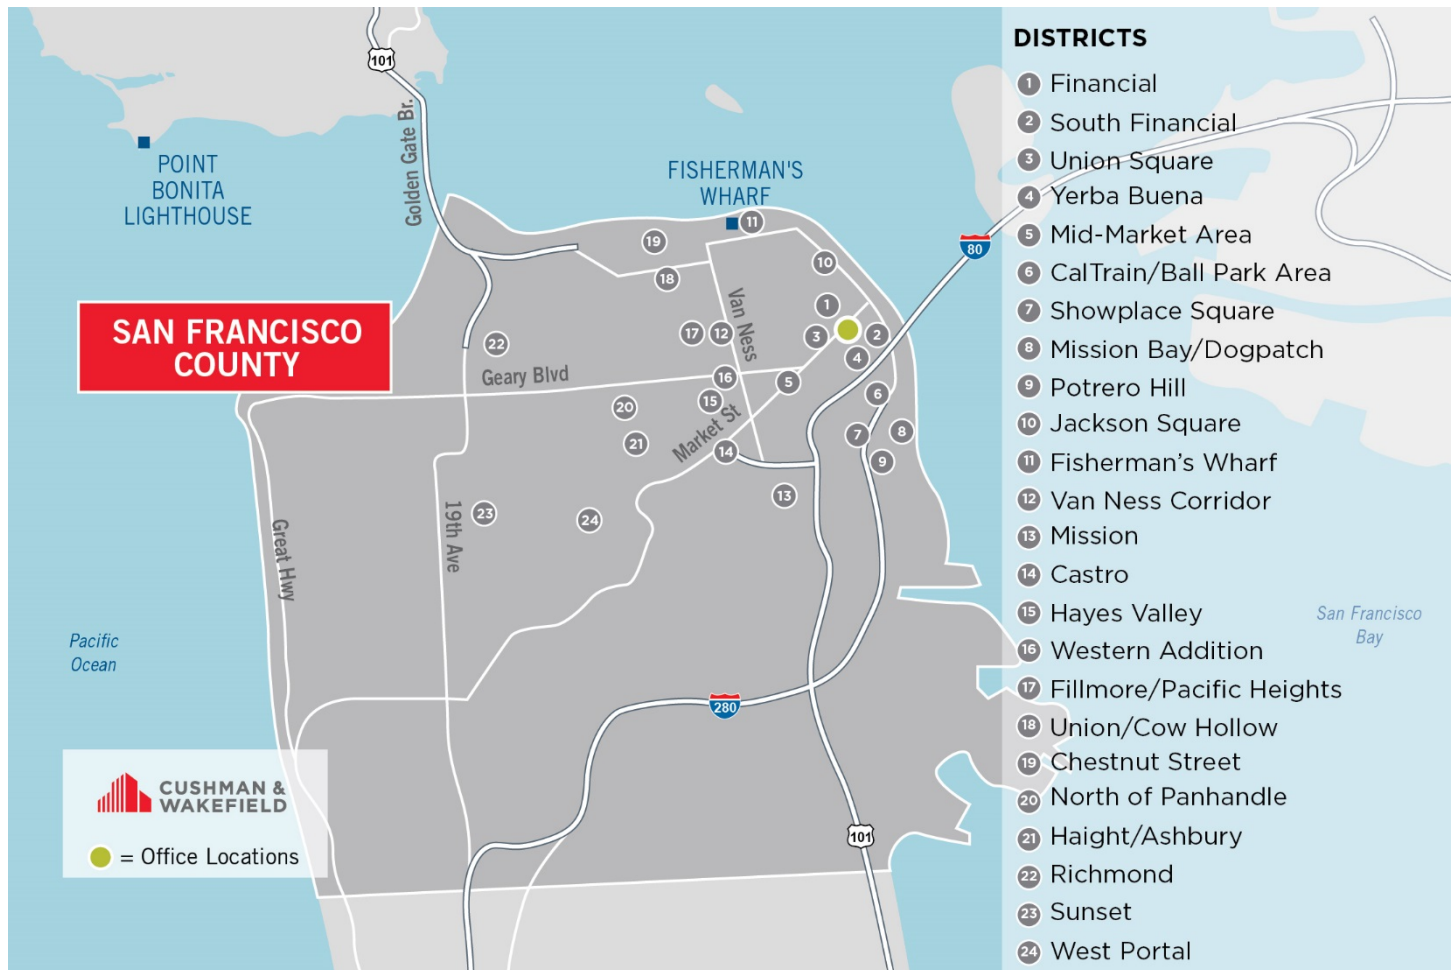 101
Golden Gate Br.
POINT
BONITA
LIGHTHOUSE
FISHERMAN'S
WHARF
11
19
18
10
80
SAN FRANCISCO
COUNTY
Van Ness
1
17
12
3
2
22
4
Geary Blvd
16
5
6
20
15
Market St
21
14
7
8
9
13
23
24
19th Ave
Great Hwy
Pacific
Ocean
280
101
CUSHMAN &
WAKEFIELD
= Office Locations
DISTRICTS
1 Financial
2 South Financial
3 Union Square
4 Yerba Buena
5 Mid-Market Area
6 CalTrain/Ball Park Area
7 Showplace Square
8 Mission Bay/Dogpatch
9 Potrero Hill
10 Jackson Square
11 Fisherman’s Wharf
12 Van Ness Corridor
13 Mission
14 Castro
15 Hayes Valley
16 Western Addition
17 Fillmore/Pacific Heights
18 Union/Cow Hollow
19 Chestnut Street
20 North of Panhandle
21 Haight/Ashbury
22 Richmond
23 Sunset
24 West Portal
San Francisco
Bay